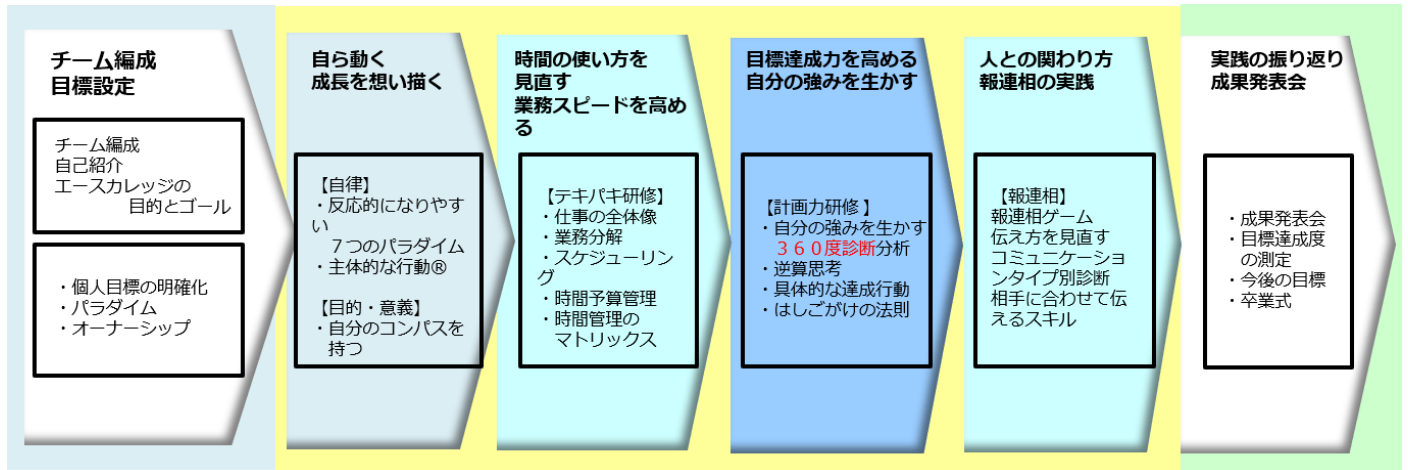 チーム編成
目標設定
チーム編成
自己紹介
エースカレッジの
目的とゴール
・個人目標の明確化
・パラダイム
・オーナーシップ
自ら動く
成長を想い描く
【自律】
・反応的になりやす
い
７つのパラダイム
・主体的な行動®
【目的・意義】
・自分のコンパスを
持つ
時間の使い方を
見直す
業務スピードを高め
る
【テキパキ研修】
・仕事の全体像
・業務分解
・スケジューリン
グ
・時間予算管理
・時間管理の
マトリックス
目標達成力を高める
自分の強みを生かす
【計画力研修 】
・自分の強みを生かす
３６０度診断分析
・逆算思考
・具体的な達成行動
・はしごがけの法則
人との関わり方
報連相の実践
【報連相】
報連相ゲーム
伝え方を見直す
コミュニケーショ
ンタイプ別診断
相手に合わせて伝
えるスキル
実践の振り返り
成果発表会
・成果発表会
・目標達成度
の測定
・今後の目標
・卒業式